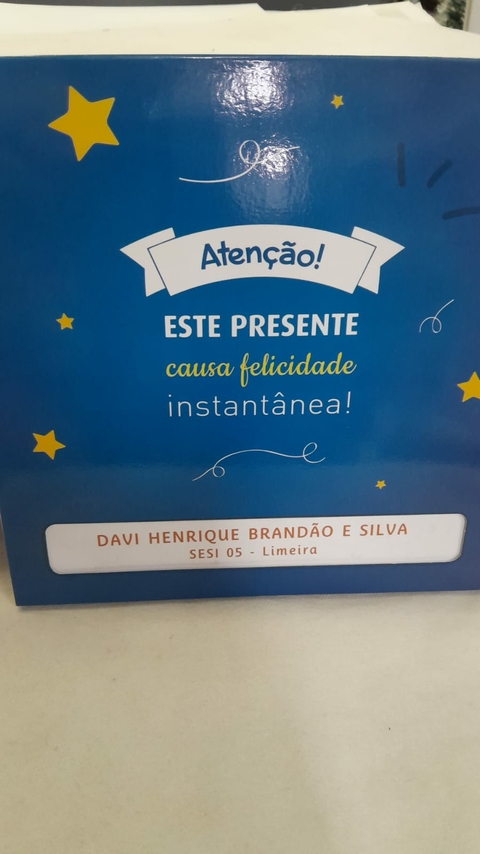 Atenção!
ESTE PRESENTE
causa felicidade
instantânea!
DAVI HENRIQUE BRANDÃO E SILVA
SESI 05 - Limeira